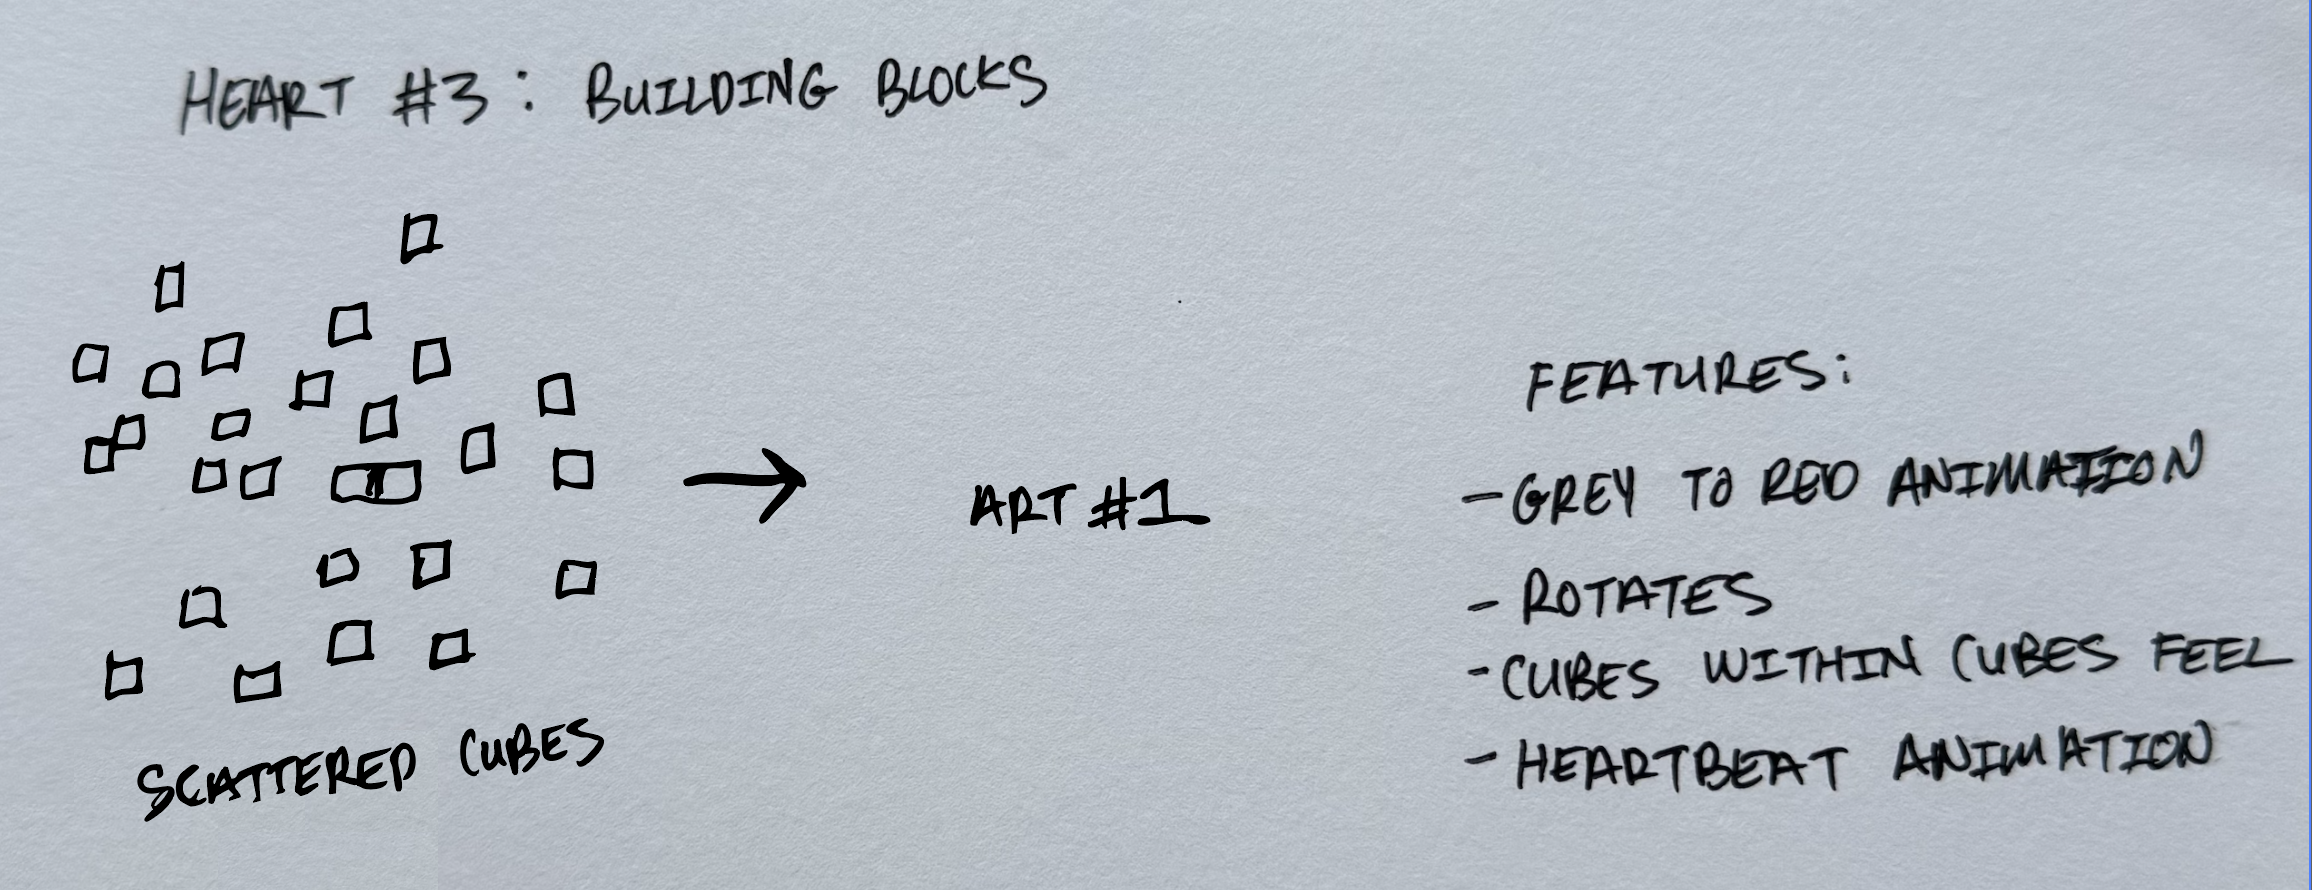 HEART #3: BUILDING BLOCKS
SCATTERED CUBES
ART #1
FEATURES:
- GREY TO RED ANIMATION
- ROTATES
- CUBES WITHIN CUBES FEEL
- HEARTBEAT ANIMATION